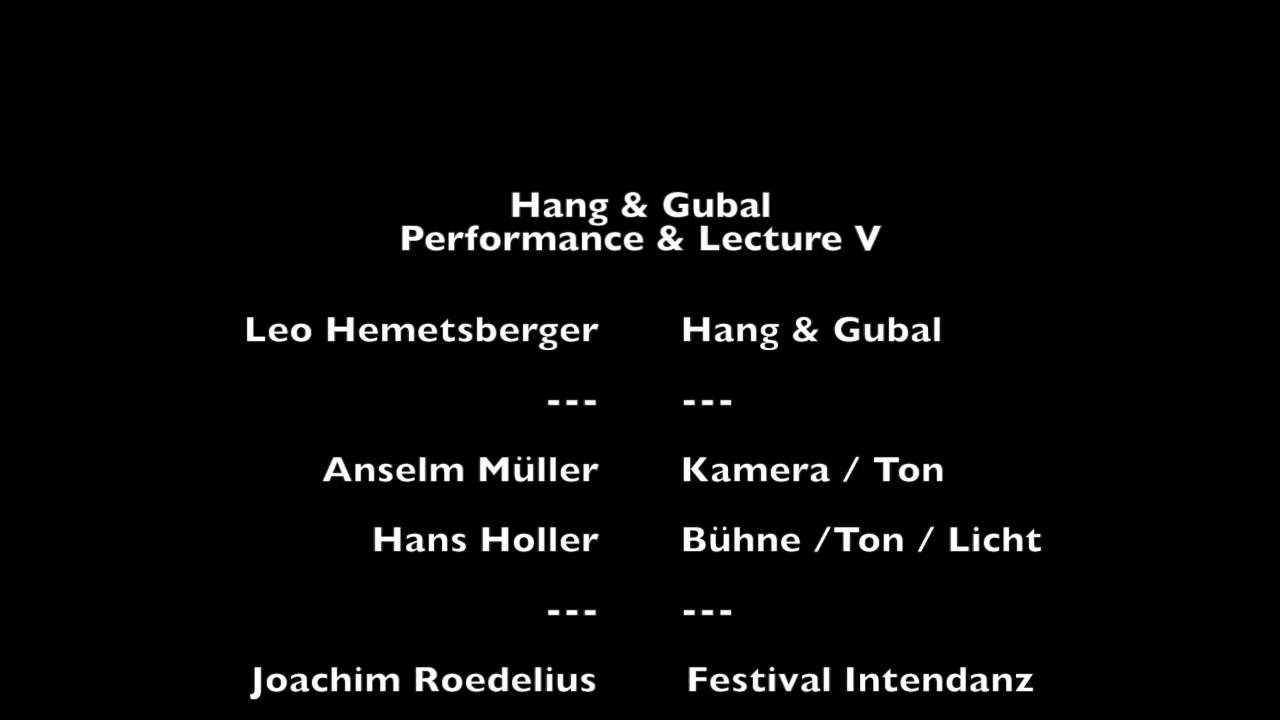 Hang & Gubal
Performance & Lecture V
Leo Hemetsberger Hang & Gubal
--- ---
Anselm Müller Kamera / Ton
Hans Holler Bühne /Ton / Licht
--- ---
Joachim Roedelius Festival Intendanz